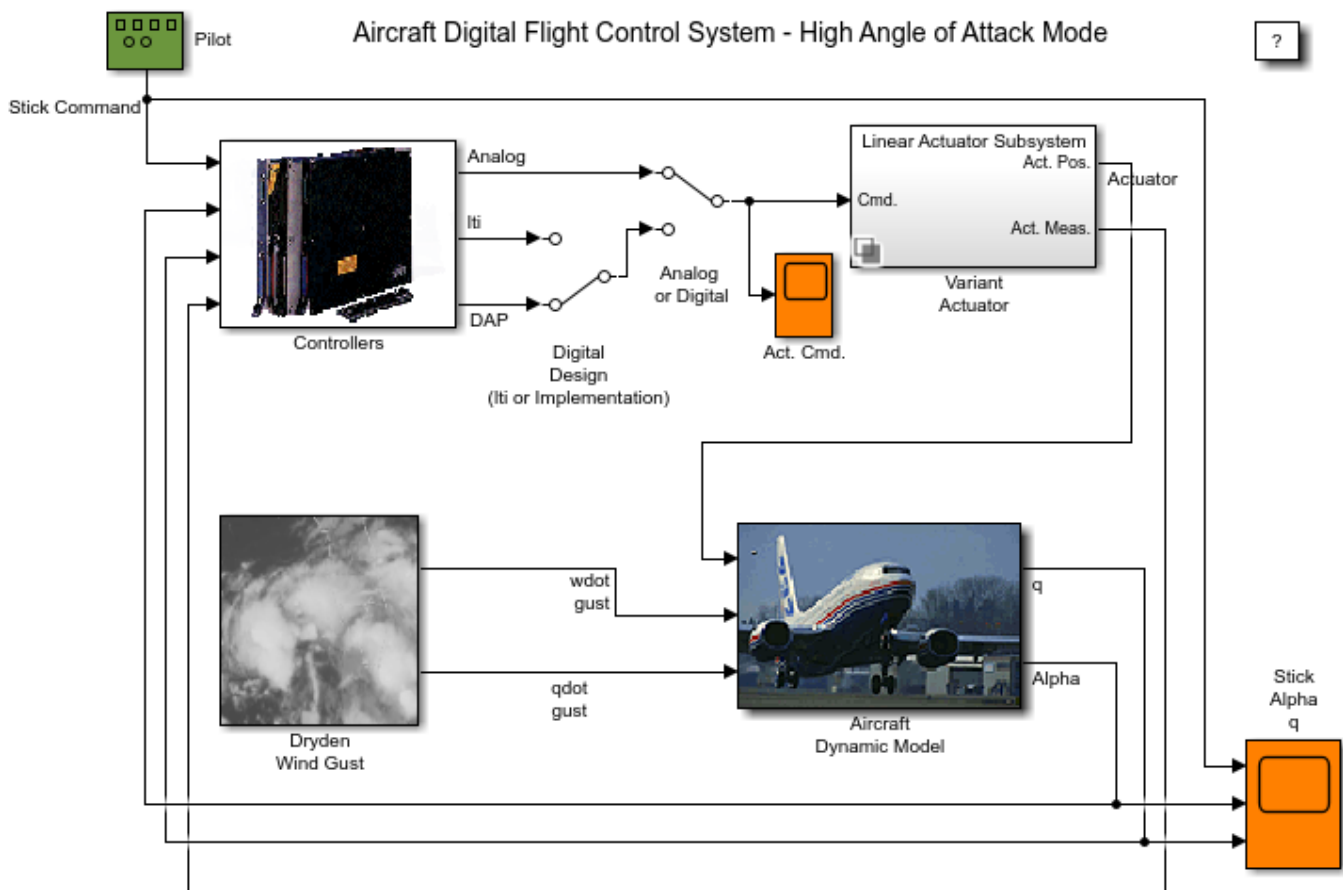 Pilot
Aircraft Digital Flight Control System - High Angle of Attack Mode
?
Stick Command
Analog
lti
DAP
Controllers
Digital
Design
(lti or Implementation)
Analog
or Digital
Act. Cmd.
Linear Actuator Subsystem
Act. Pos.
Cmd.
Act. Meas.
Actuator
Variant
Actuator
wdot
gust
qdot
gust
Dryden
Wind Gust
q
Alpha
Aircraft
Dynamic Model
Stick
Alpha
q